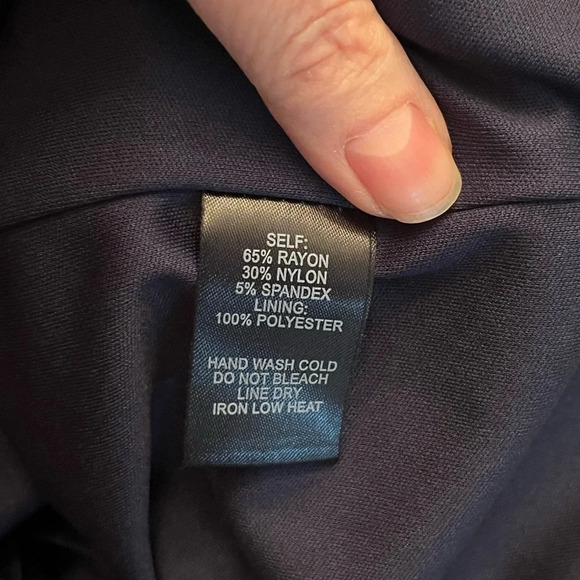 SELF:
65% RAYON
30% NYLON
5% SPANDEX
LINING:
100% POLYESTER
HAND WASH COLD
DO NOT BLEACH
LINE DRY
IRON LOW HEAT